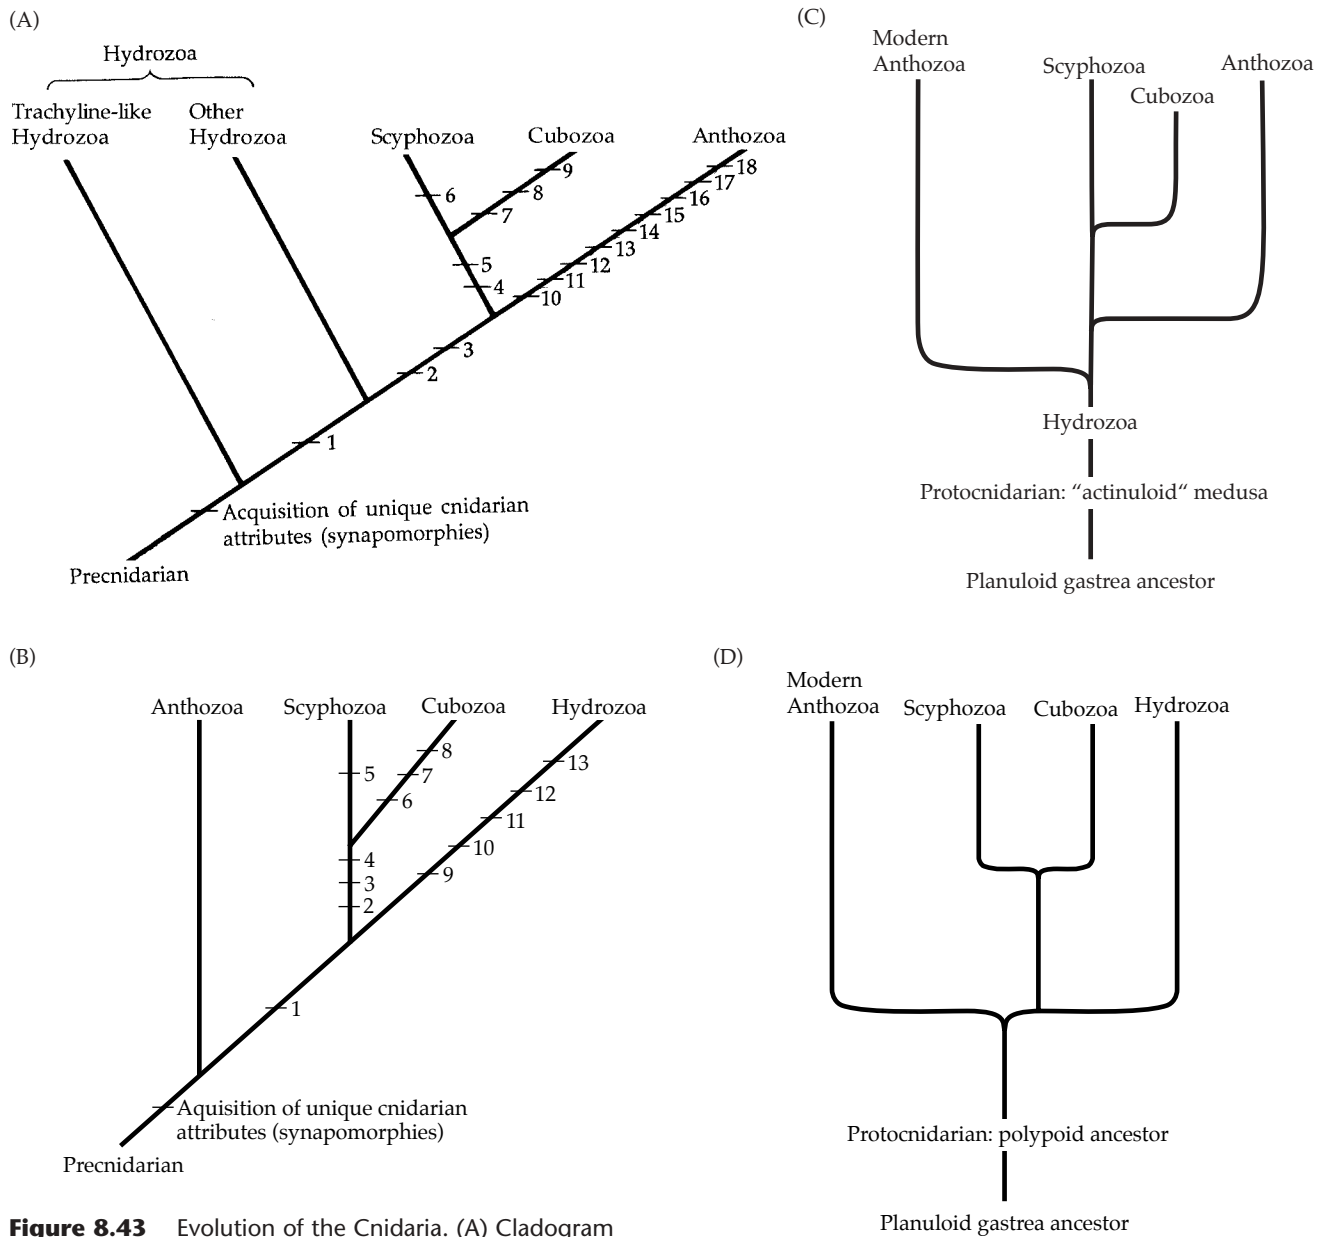 (A)
Hydrozoa
Trachyline-like
Hydrozoa
Other
Hydrozoa
Scyphozoa
Cubozoa
Anthozoa
18
17
16
15
14
13
12
11
10
9
8
7
6
5
4
3
2
1
Acquisition of unique cnidarian
attributes (synapomorphies)
Precnidarian
(C)
Modern
Anthozoa
Scyphozoa
Cubozoa
Anthozoa
Hydrozoa
Protocnidarian: “actinuloid“ medusa
Planuloid gastrea ancestor
(B)
Anthozoa
Scyphozoa
Cubozoa
Hydrozoa
8
7
6
5
4
3
2
13
12
11
10
9
1
Aquisition of unique cnidarian
attributes (synapomorphies)
Precnidarian
(D)
Modern
Anthozoa
Scyphozoa
Cubozoa
Hydrozoa
Protocnidarian: polypoid ancestor
Planuloid gastrea ancestor
Figure 8.43 Evolution of the Cnidaria. (A) Cladogram